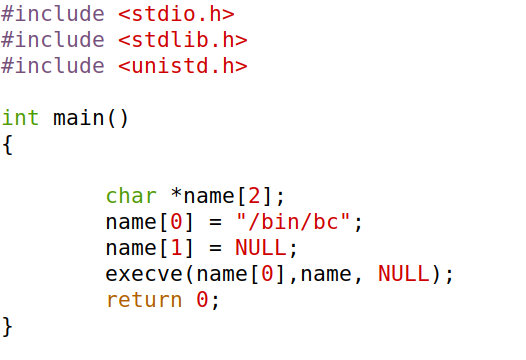 #include <stdio.h>
#include <stdlib.h>
#include <unistd.h>
int main()
{
char *name[2];
name[0] = "/bin/bc";
name[1] = NULL;
execve(name[0],name, NULL);
return 0;
}